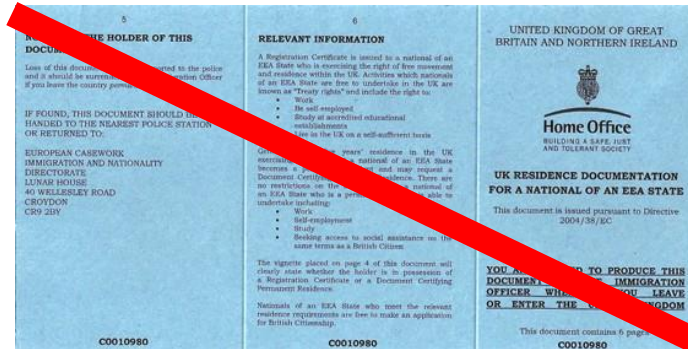 5
THE HOLDER OF THIS
Loss of this to the police
and it should be Officer
if you leave the country
IF FOUND, THIS DOCUMENT SHOULD
HANDED TO THE NEAREST POLICE STATION
OR RETURNED TO:
EUROPEAN CASEWORK
IMMIGRATION AND NATIONALITY
DIRECTORATE
LUNAR HOUSE
40 WELLESLEY ROAD
CROYDON
CR9 2BY
C0010980
6
RELEVANT INFORMATION
A Registration Certificate is issued to a national of an
EEA State who is exercising the right of free movement
and residence within the UK. Activities which nationals
of an EEA State are free to undertake in the UK are
known as "Treaty rights" and include the right to:
• Work
• Be self-employed
• Study at accredited educational
establishments
Live in the UK on a self-sufficient basis
years' residence in the UK
a national of an EEA State
becomes a and may request a
Document There are
no restrictions on the national of
an EEA State who is a able to
undertake including:
• Work
• Self-employment
• Study
• Seeking access to social assistance on the
same terms as a British Citizen
The vignette placed on page 4 of this document will
clearly state whether the holder is in possession of
a Registration Certificate or a Document Certifying
Permanent Residence.
Nationals of an EEA State who meet the relevant
residence requirements are free to make an application
for British Citizenship.
C0010980
UNITED KINGDOM OF GREAT
BRITAIN AND NORTHERN IRELAND
Home Office
BUILDING A SAFE, JUST
AND TOLERANT SOCIETY
UK RESIDENCE DOCUMENTATION
FOR A NATIONAL OF AN EEA STATE
This document is issued pursuant to Directive
2004/38/EC
YOU TO PRODUCE THIS
DOCUMENT IMMIGRATION
OFFICER YOU LEAVE
OR ENTER THE
This document contains 6 pages
C0010980